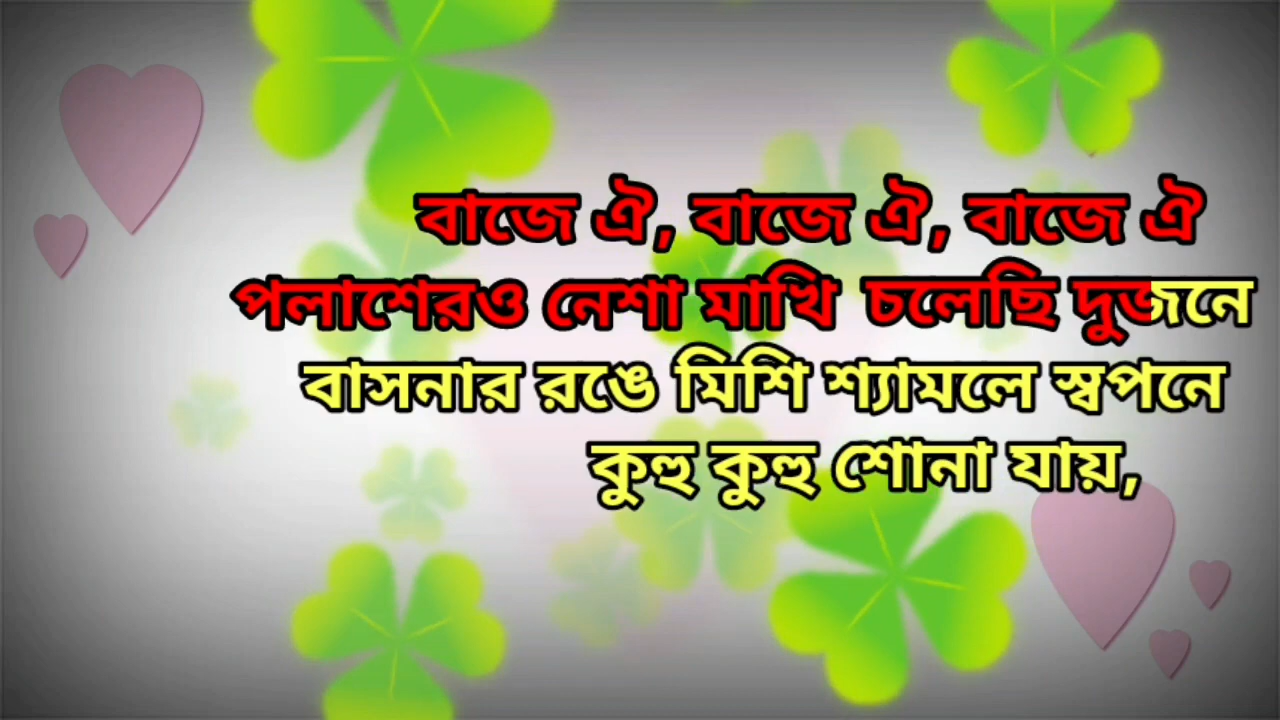 বাজে ঐ, বাজে ঐ, বাজে ঐ
পলাশেরও নেশা মাখি চলেছি দুজনে
বাসনার রঙে মিশি শ্যামলে স্বপনে
কুহু কুহু শোনা যায়,